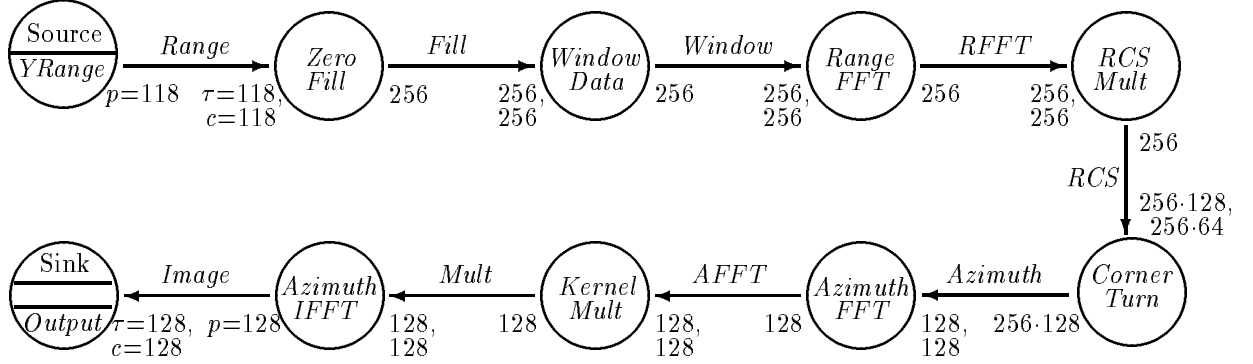 Source
YRange
Range
p=118
τ=118,
c=118
Zero
Fill
Fill
256
256,
256
Window
Data
Window
256
256,
256
Range
FFT
RFFT
256
256,
256
RCS
Mult
256
RCS
256·128,
256·64
Corner
Turn
Azimuth
256·128
128,
128
Azimuth
FFT
AFFT
128
128,
128
Kernel
Mult
Mult
128
128,
128
Azimuth
IFFT
Image
p=128
τ=128,
c=128
Sink
Output